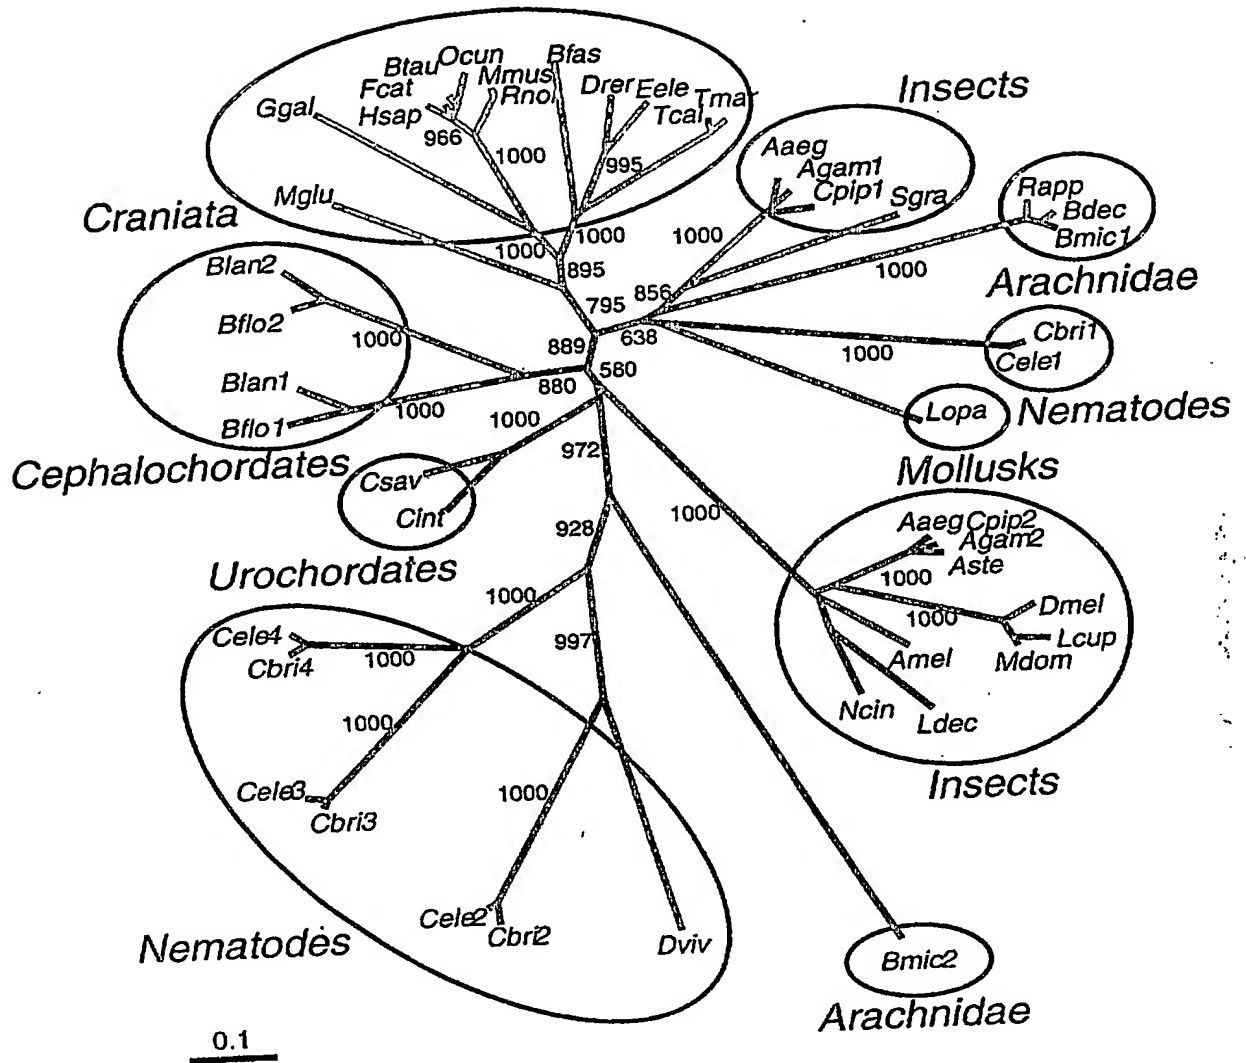 Btau Ocun Bfas
Fcat Mmus Drer Eele
Hsap Rno Tcal Tmar
Ggal
966
1000
995
Insects
Aaeg
Agam1
Cpip1
Sgra
Mglu
Craniata
Rapp
Bdec
Bmic1
1000
1000
1000
895
1000
Arachnidae
Blan2
Bflo2
1000
795
856
889
638
1000
Cbri1
Cele1
Nematodes
Blan1
Bflo1
1000
880
580
1000
Lopa
Mollusks
Cephalochordates
Csav
Cint
Urochordates
972
928
1000
Aaeg Cpip2
Agam2
Aste
1000
1000
Dmel
Lcup
Mdom
Amel
Ncin
Ldec
Insects
1000
997
Cele4
Cbri4
1000
1000
Cele3
Cbri3
1000
Cele2
Cbri2
Dviv
Nematodes
Bmic2
Arachnidae
0.1